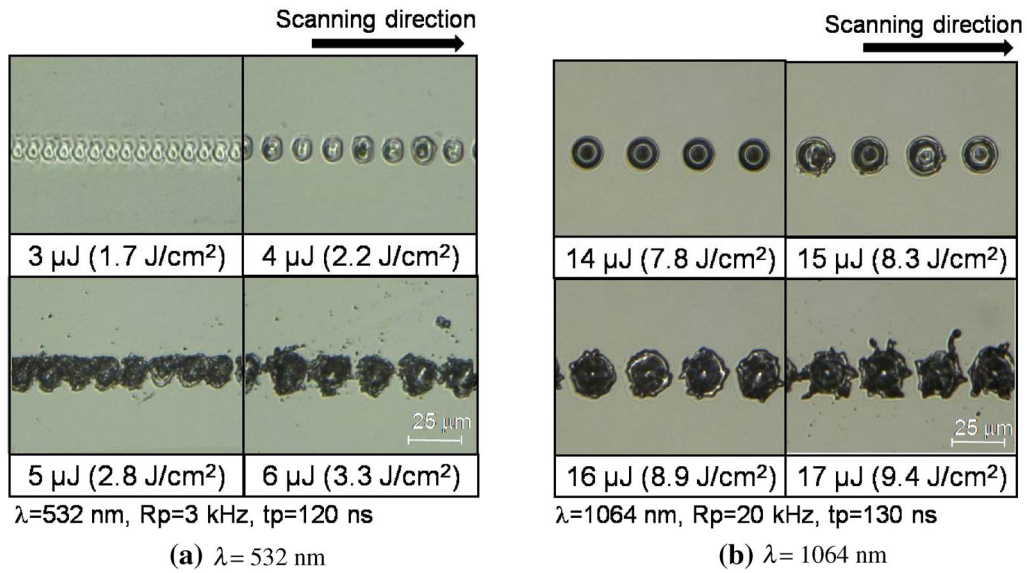 Scanning direction
3 µJ (1.7 J/cm²)
4 µJ (2.2 J/cm²)
5 µJ (2.8 J/cm²)
25 µm
6 µJ (3.3 J/cm²)
λ=532 nm, Rp=3 kHz, tp=120 ns
(a) λ= 532 nm
Scanning direction
14 µJ (7.8 J/cm²)
15 µJ (8.3 J/cm²)
25 µm
16 µJ (8.9 J/cm²)
17 µJ (9.4 J/cm²)
λ=1064 nm, Rp=20 kHz, tp=130 ns
(b) λ= 1064 nm